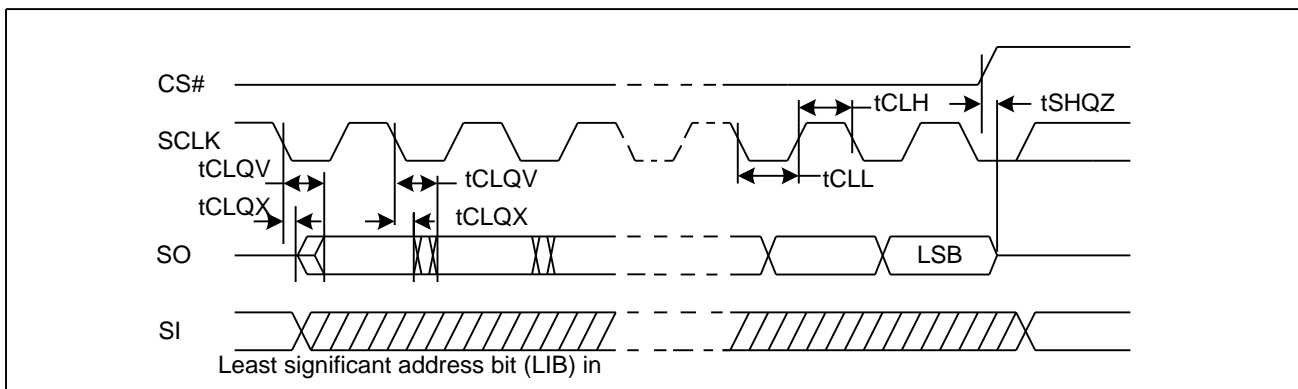 CS#
tCLH
tSHQZ
SCLK
tCLQV
tCLQV
tCLL
tCLQX
tCLQX
SO
LSB
SI
Least significant address bit (LIB) in